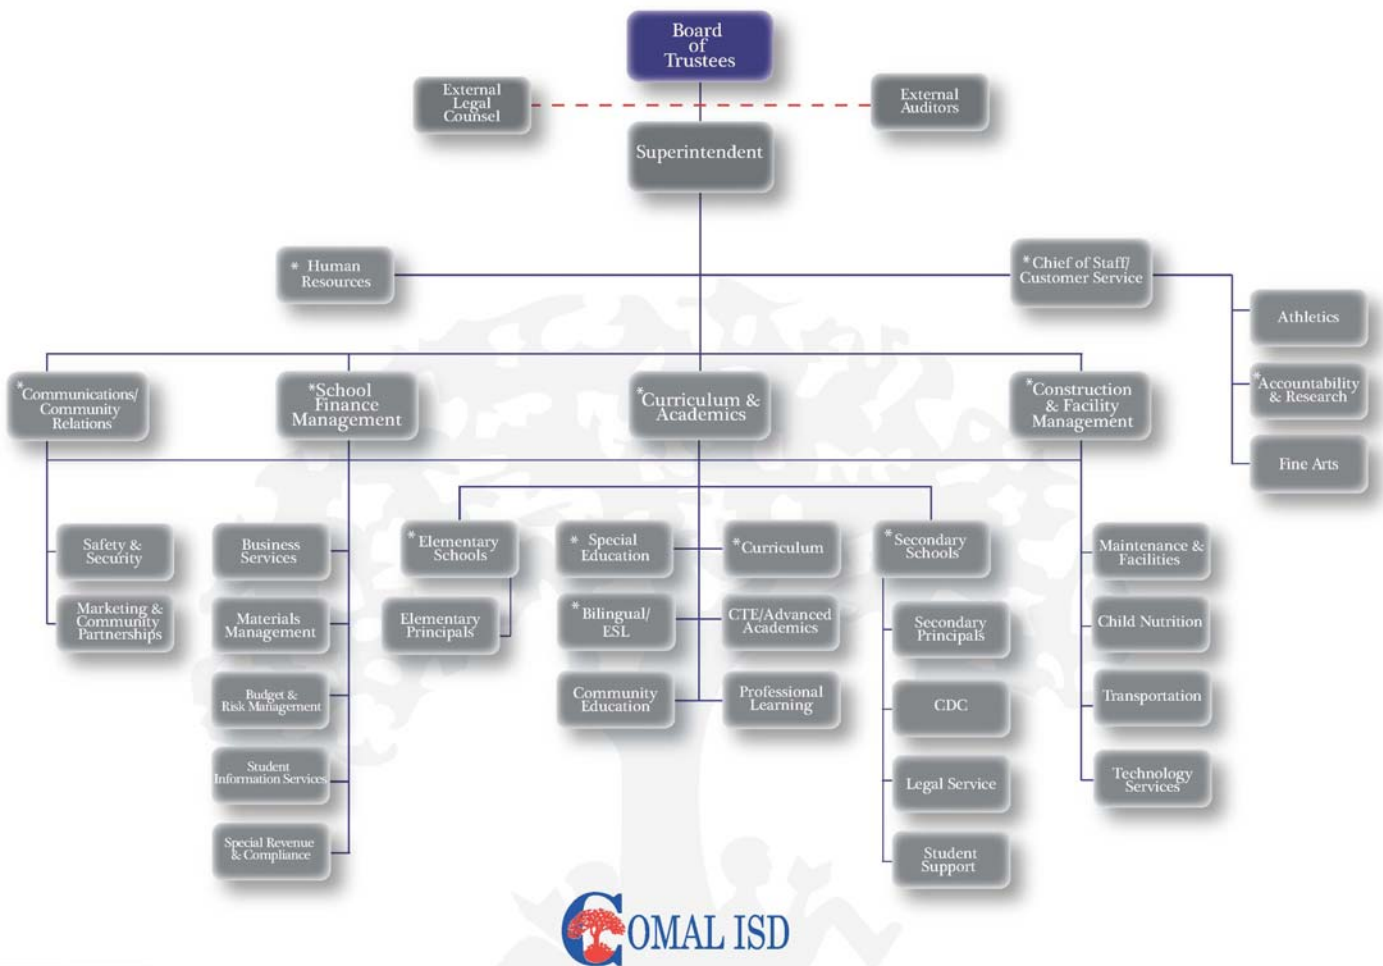 Board
of
Trustees
External
Legal
Counsel
External
Auditors
Superintendent
* Human
Resources
* Chief of Staff/
Customer Service
Athletics
* Accountability
& Research
Fine Arts
* Communications/
Community
Relations
*School
Finance
Management
* Curriculum &
Academics
* Construction
& Facility
Management
Safety &
Security
Marketing &
Community
Partnerships
Business
Services
Materials
Management
Budget &
Risk Management
Student
Information Services
Special Revenue
& Compliance
* Elementary
Schools
Elementary
Principals
* Special
Education
* Bilingual/
ESL
Community
Education
* Curriculum
CTE/Advanced
Academics
Professional
Learning
* Secondary
Schools
Secondary
Principals
CDC
Legal Service
Student
Support
Maintenance &
Facilities
Child Nutrition
Transportation
Technology
Services
COMAL ISD